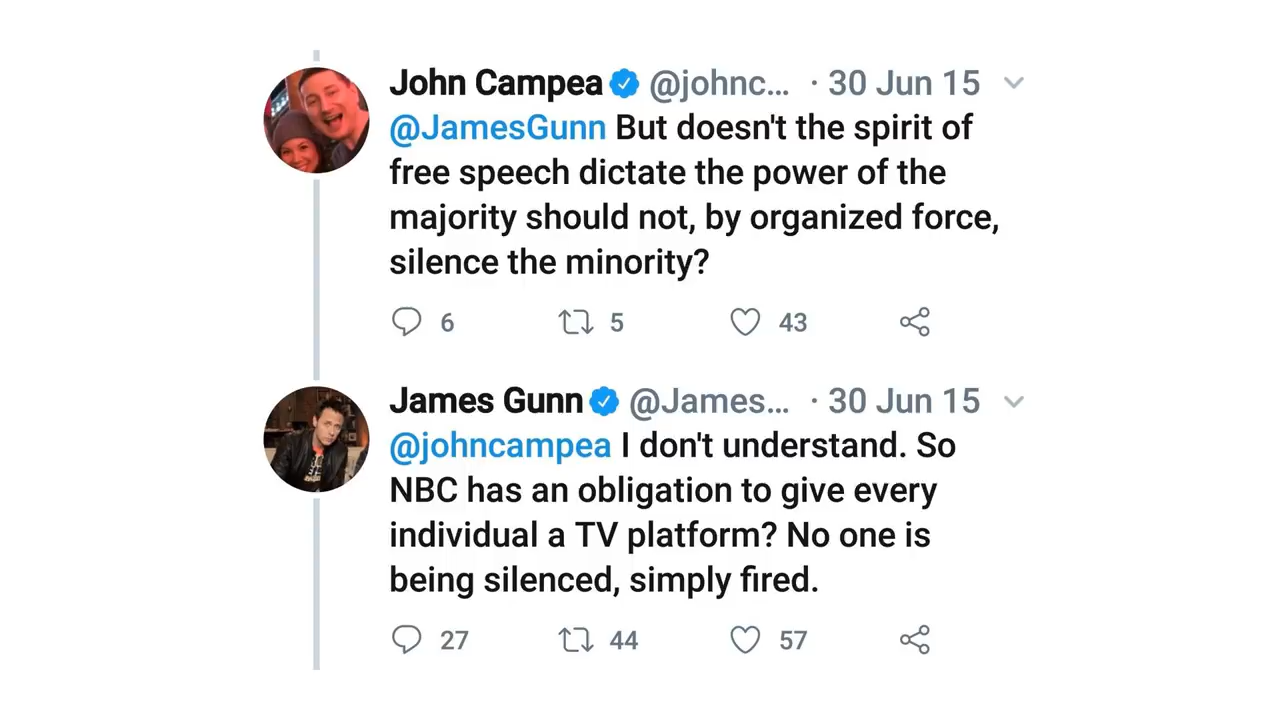 John Campea @johnc... · 30 Jun 15
@JamesGunn But doesn't the spirit of
free speech dictate the power of the
majority should not, by organized force,
silence the minority?
6 5 43
James Gunn @James... · 30 Jun 15
@johncampea I don't understand. So
NBC has an obligation to give every
individual a TV platform? No one is
being silenced, simply fired.
27 44 57